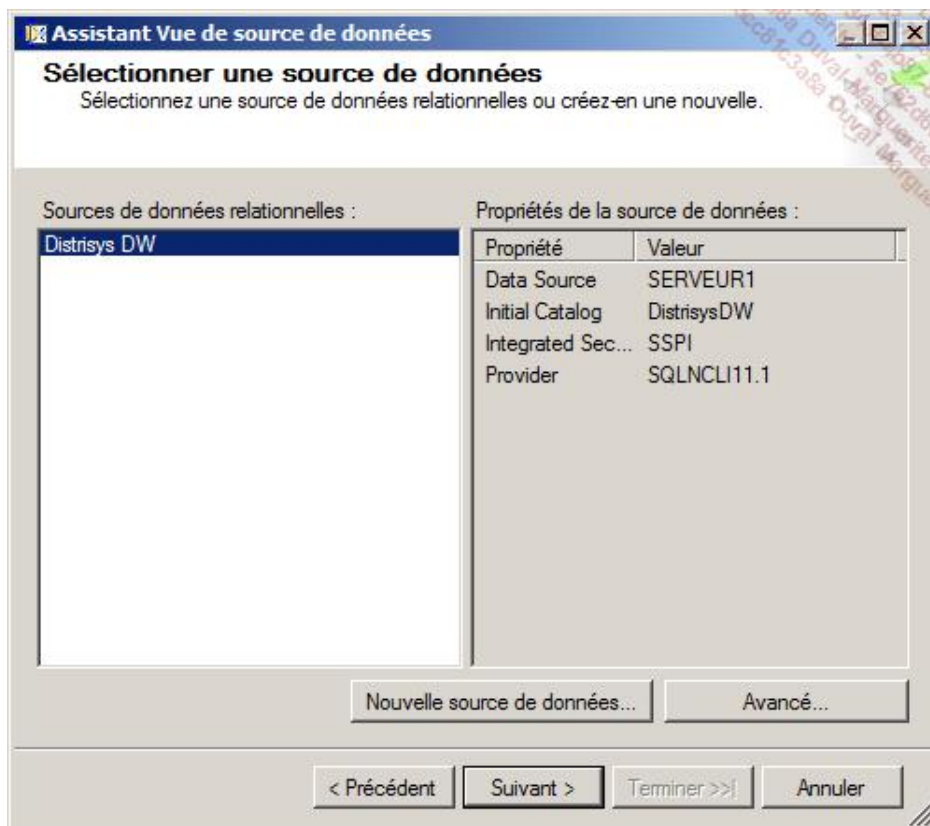 Assistant Vue de source de données
Sélectionner une source de données
Sélectionnez une source de données relationnelles ou créez-en une nouvelle.
Sources de données relationnelles :
Distrisys DW
Propriétés de la source de données :
Propriété Valeur
Data Source SERVEUR1
Initial Catalog DistrisysDW
Integrated Sec... SSPI
Provider SQLNCLI11.1
Nouvelle source de données... Avancé...
< Précédent Suivant > Terminer >>| Annuler